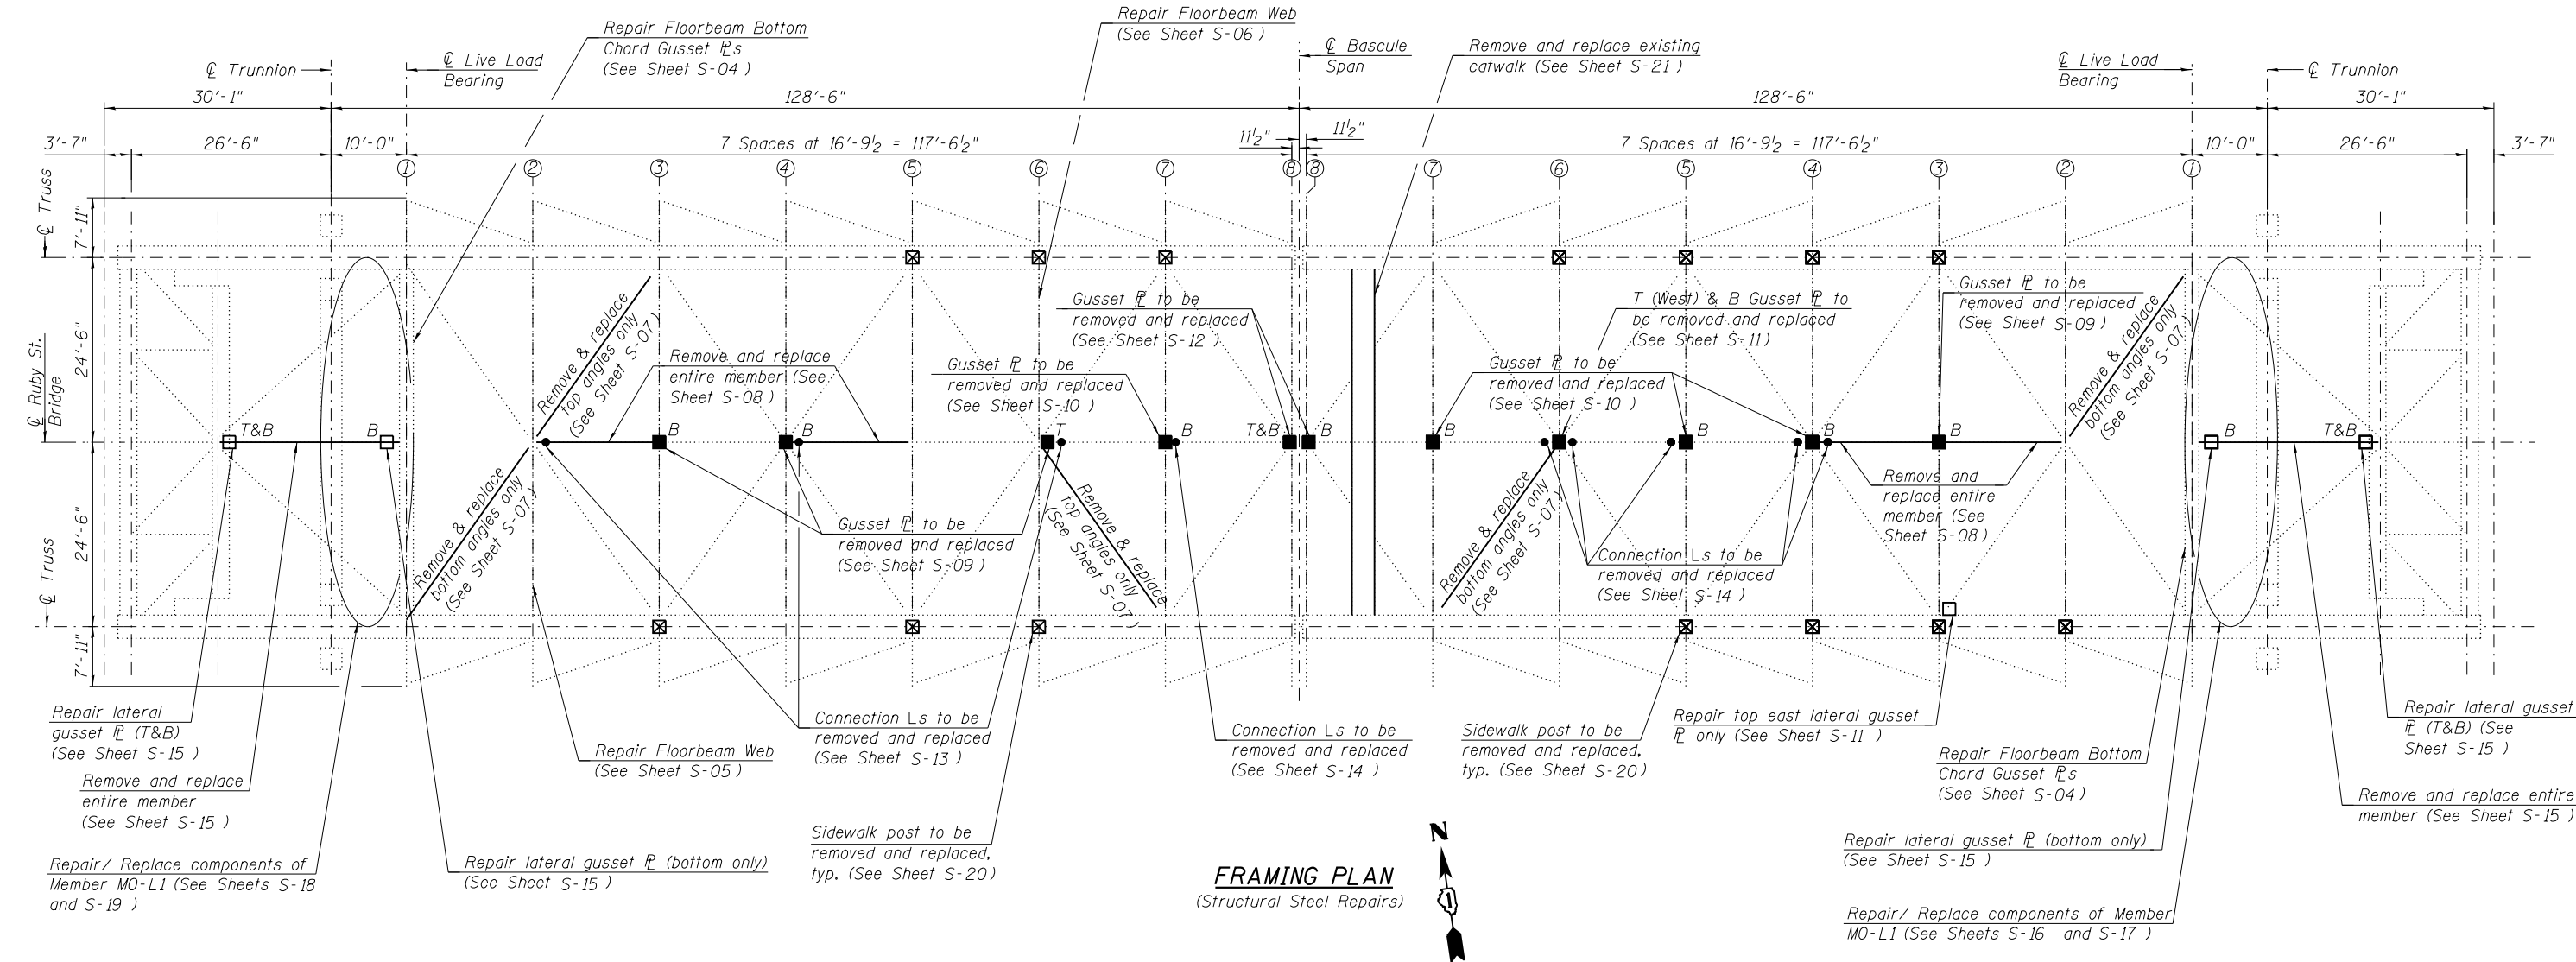 Repair Floorbeam Bottom
Chord Gusset ℄s
(See Sheet S-04 )
Repair Floorbeam Web
(See Sheet S-06 )
℄ Trunnion
℄ Live Load
Bearing
℄ Bascule
Span
Remove and replace existing
catwalk (See Sheet S-21 )
℄ Live Load
Bearing
℄ Trunnion
30'-1"
128'-6"
128'-6"
30'-1"
3'-7"
26'-6"
10'-0"
7 Spaces at 16'-9½ = 117'-6½"
11½"
11½"
7 Spaces at 16'-9½ = 117'-6½"
10'-0"
26'-6"
3'-7"
1 2 3 4 5 6 7 8 8 7 6 5 4 3 2 1
℄ Truss
7'-11"
24'-6"
℄ Ruby St.
Bridge
24'-6"
℄ Truss
7'-11"
Remove & replace
top angles only
(See Sheet S-07)
Remove and replace
entire member (See
Sheet S-08 )
Gusset ⅊ to be
removed and replaced
(See Sheet S-10 )
Gusset ⅊ to be
removed and replaced
(See Sheet S-12 )
T (West) & B Gusset ⅊ to
be removed and replaced
(See Sheet S-11)
Gusset ⅊ to be
removed and replaced
(See Sheet S-10 )
Gusset ⅊ to be
removed and replaced
(See Sheet S-09 )
Remove & replace
bottom angles only
(See Sheet S-07)
T&B
B
B
B
T
B
T&B
B
B
B
B
B
B
B
T&B
Remove & replace
bottom angles only
(See Sheet S-07)
Gusset ⅊ to be
removed and replaced
(See Sheet S-09 )
Remove & replace
top angles only
(See Sheet S-07)
Remove & replace
bottom angles only
(See Sheet S-07)
Connection Ls to be
removed and replaced
(See Sheet S-14 )
Remove and
replace entire
member (See
Sheet S-08 )
Repair lateral
gusset ⅊ (T&B)
(See Sheet S-15 )
Remove and replace
entire member
(See Sheet S-15 )
Repair/ Replace components of
Member M0-L1 (See Sheets S-18
and S-19 )
Repair lateral gusset ⅊ (bottom only)
(See Sheet S-15 )
Repair Floorbeam Web
(See Sheet S-05 )
Connection Ls to be
removed and replaced
(See Sheet S-13 )
Sidewalk post to be
removed and replaced,
typ. (See Sheet S-20)
Connection Ls to be
removed and replaced
(See Sheet S-14 )
Sidewalk post to be
removed and replaced,
typ. (See Sheet S-20)
Repair top east lateral gusset
⅊ only (See Sheet S-11 )
Repair Floorbeam Bottom
Chord Gusset ⅊s
(See Sheet S-04 )
Repair lateral gusset ⅊ (bottom only)
(See Sheet S-15 )
Repair/ Replace components of Member
M0-L1 (See Sheets S-16 and S-17 )
Repair lateral gusset
⅊ (T&B) (See
Sheet S-15 )
Remove and replace entire
member (See Sheet S-15 )
FRAMING PLAN
(Structural Steel Repairs)
N
1